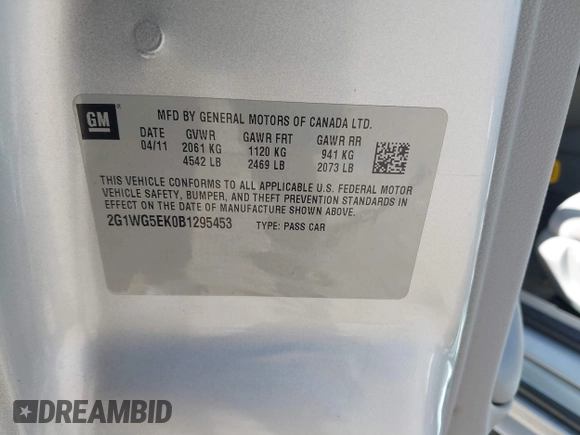 GM
MFD BY GENERAL MOTORS OF CANADA LTD.
DATE GVWR GAWR FRT GAWR RR
04/11 2061 KG 1120 KG 941 KG
4542 LB 2469 LB 2073 LB
THIS VEHICLE CONFORMS TO ALL APPLICABLE U.S. FEDERAL MOTOR
VEHICLE SAFETY, BUMPER, AND THEFT PREVENTION STANDARDS IN
EFFECT ON THE DATE OF MANUFACTURE SHOWN ABOVE.
2G1WG5EK0B1295453 TYPE: PASS CAR
DREAMBID